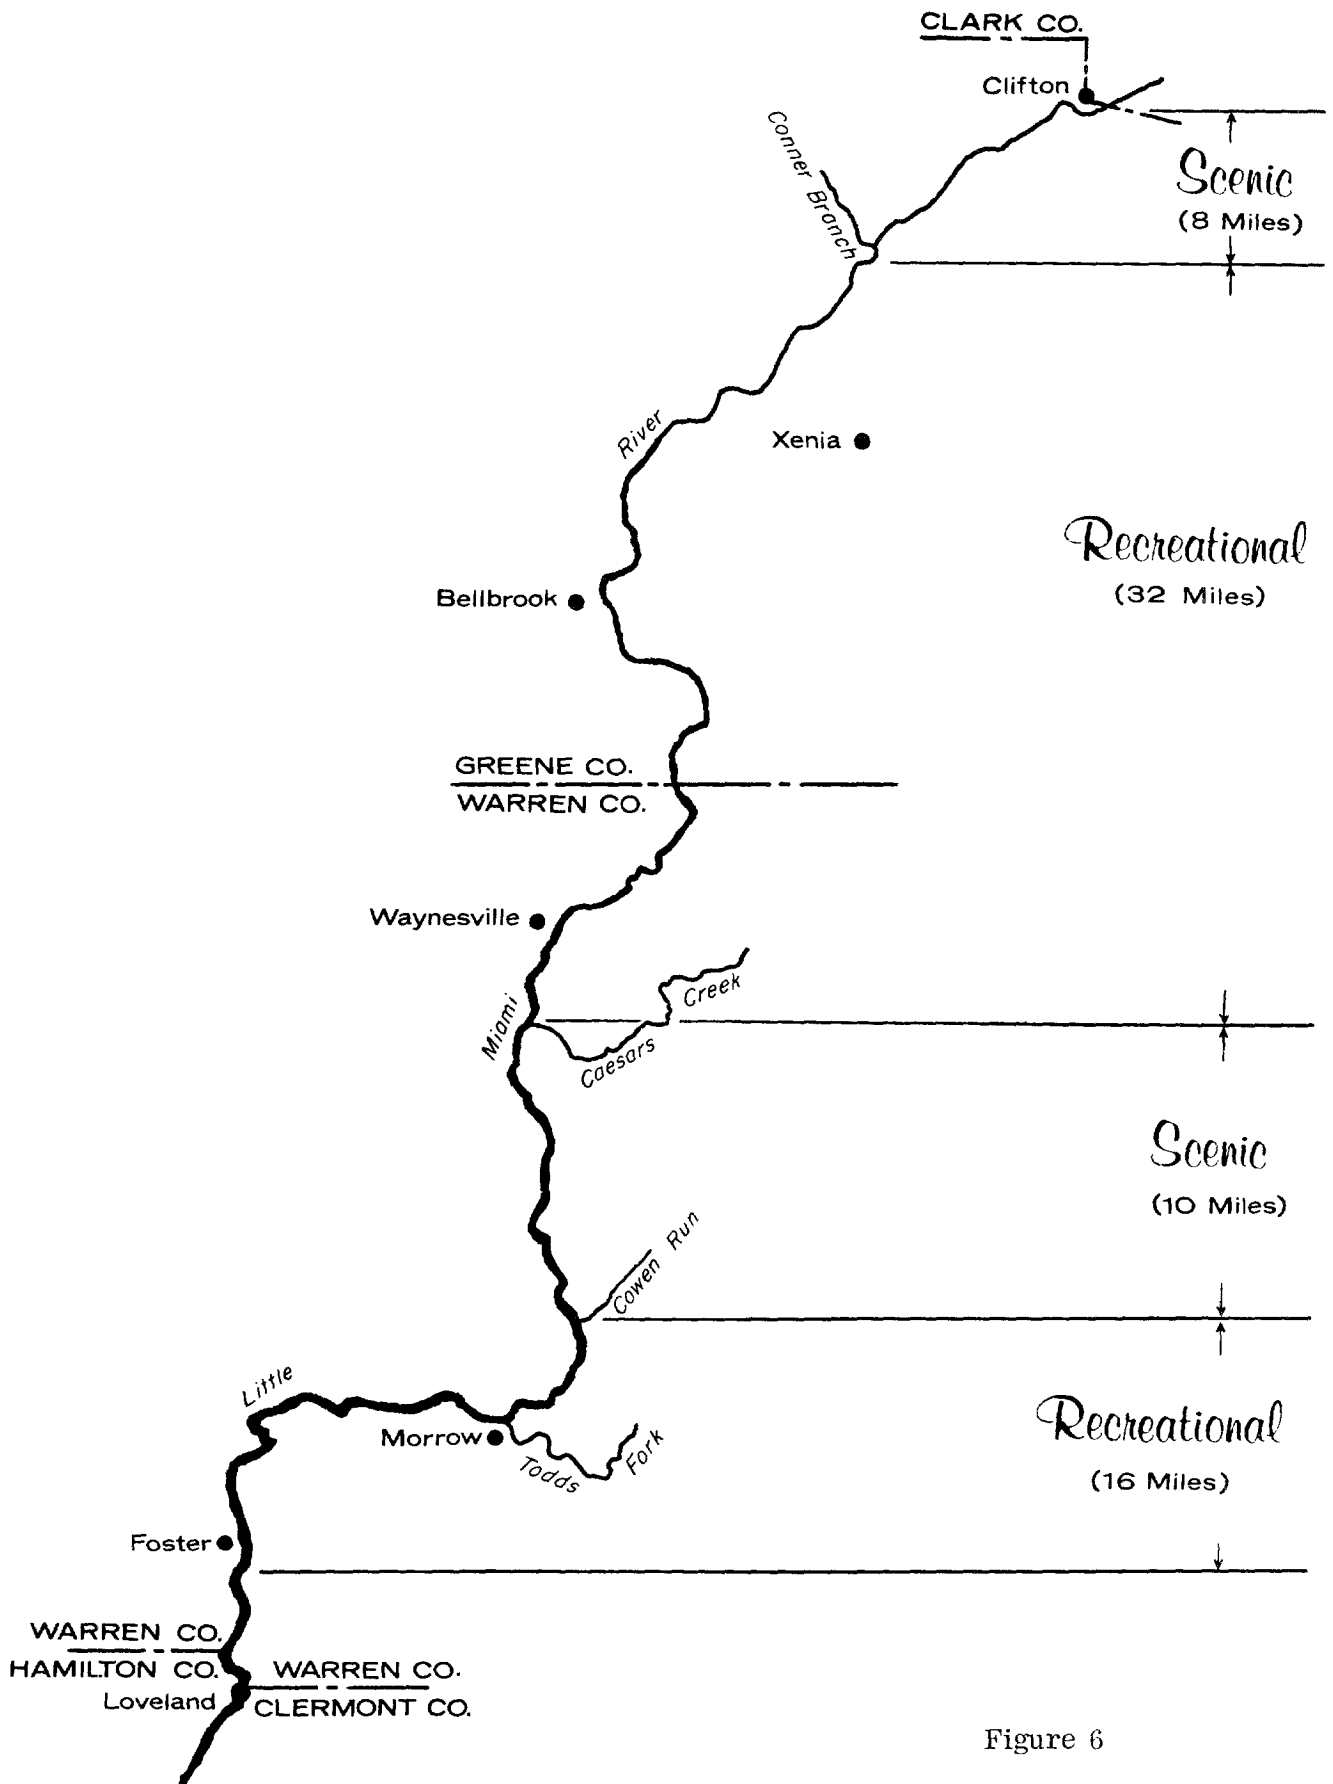 CLARK CO.
Clifton
Conner Branch
Scenic
(8 Miles)
River
Xenia
Recreational
(32 Miles)
Bellbrook
GREENE CO.
WARREN CO.
Waynesville
Creek
Miami
Caesars
Scenic
(10 Miles)
Cowen Run
Little
Recreational
(16 Miles)
Morrow
Todds Fork
Foster
WARREN CO.
HAMILTON CO.
WARREN CO.
Loveland
CLERMONT CO.
Figure 6